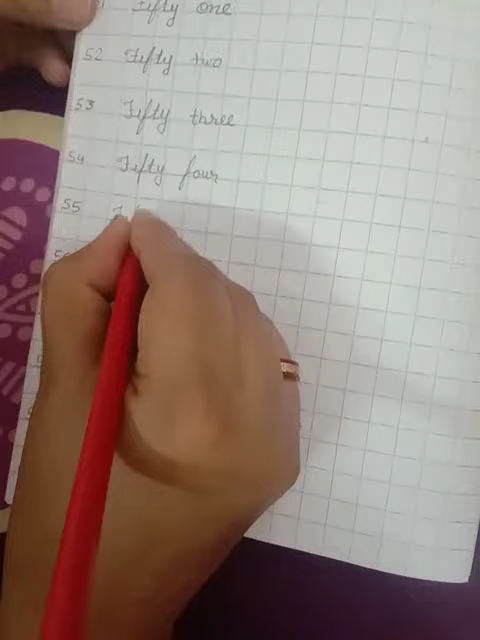 Fifty one
52 Fifty two
53 Fifty three
54 Fifty four
55